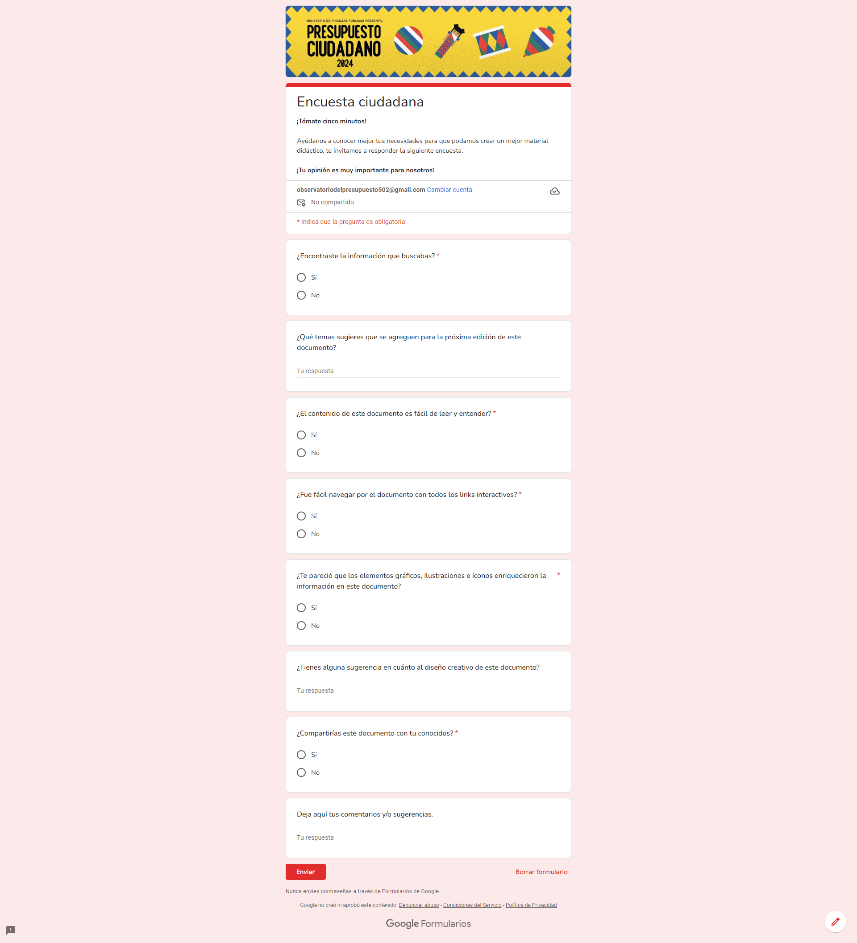 MINISTERIO DE FINANZAS PÚBLICAS PRESENTA:
PRESUPUESTO
CIUDADANO
2024
Encuesta ciudadana
¡Tómate cinco minutos!
Ayúdanos a conocer mejor tus necesidades para que podamos crear un mejor material
didáctico, te invitamos a responder la siguiente encuesta.
¡Tu opinión es muy importante para nosotros!
observatoriodelpresupuesto502@gmail.com Cambiar cuenta
No compartido
* Indica que la pregunta es obligatoria
¿Encontraste la información que buscabas? *
Sí
No
¿Qué temas sugieres que se agreguen para la próxima edición de este
documento?
Tu respuesta
¿El contenido de este documento es fácil de leer y entender? *
Sí
No
¿Fue fácil navegar por el documento con todos los links interactivos? *
Sí
No
¿Te pareció que los elementos gráficos, ilustraciones e íconos enriquecieron la *
información en este documento?
Sí
No
¿Tienes alguna sugerencia en cuánto al diseño creativo de este documento?
Tu respuesta
¿Compartirías este documento con tu conocidos? *
Sí
No
Deja aquí tus comentarios y/o sugerencias.
Tu respuesta
Enviar Borrar formulario
Nunca envíes contraseñas a través de Formularios de Google.
Google no creó ni aprobó este contenido. Denunciar abuso - Condiciones del Servicio - Política de Privacidad
Google Formularios